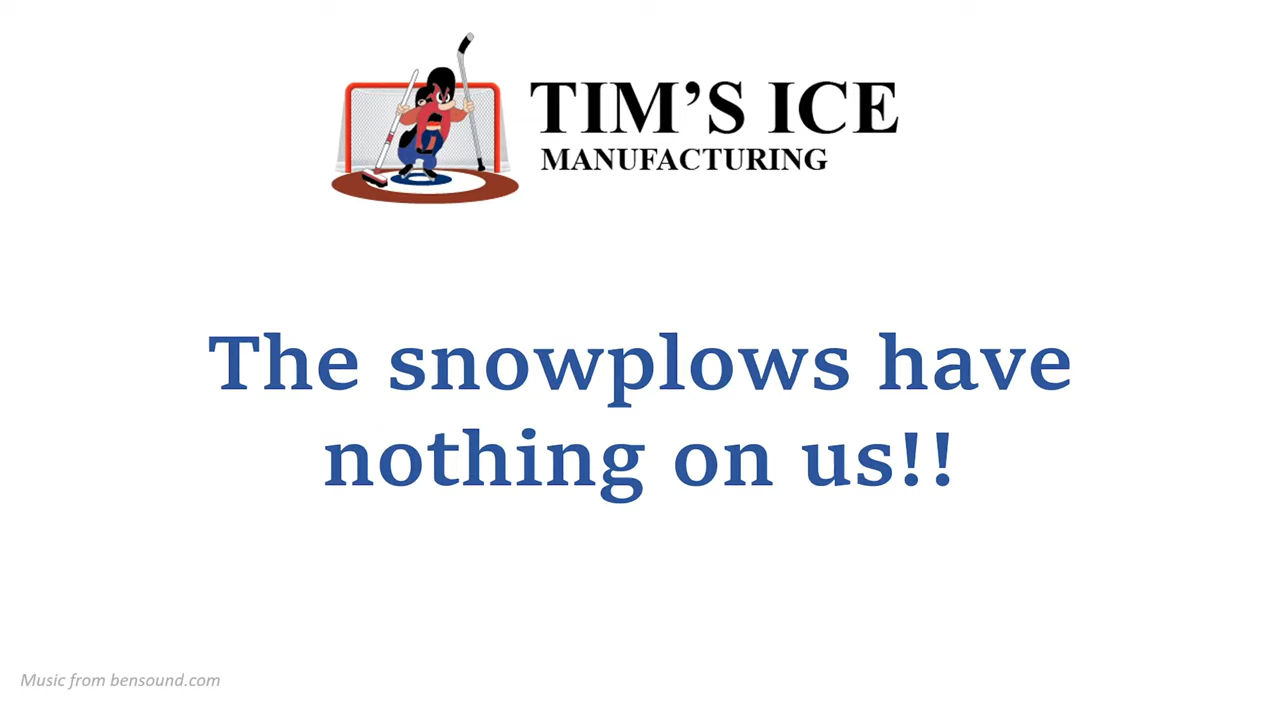 TIM'S ICE
MANUFACTURING
The snowplows have
nothing on us!!
Music from bensound.com